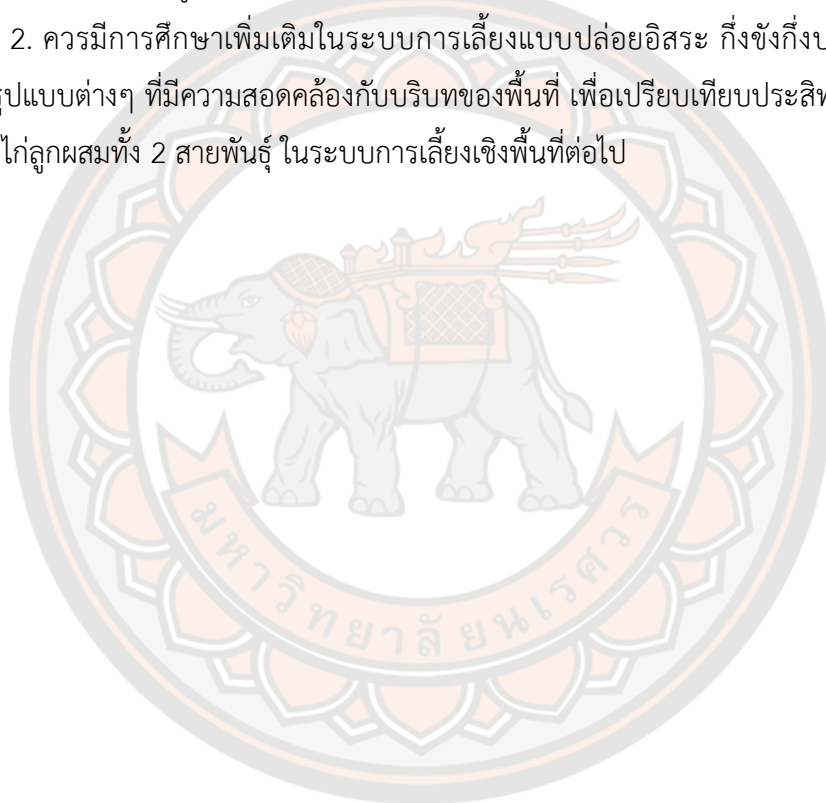 2. ควรมีการศึกษาเพิ่มเติมในระบบการเลี้ยงแบบปล่อยอิสระ กึ่งขังกึ่ง
รูปแบบต่างๆ ที่มีความสอดคล้องกับบริบทของพื้นที่ เพื่อเปรียบเทียบ
ไก่ลูกผสมทั้ง 2 สายพันธุ์ ในระบบการเลี้ยงเชิงพื้นที่ต่อไป
มหาวิทยาลัยนเรศวร